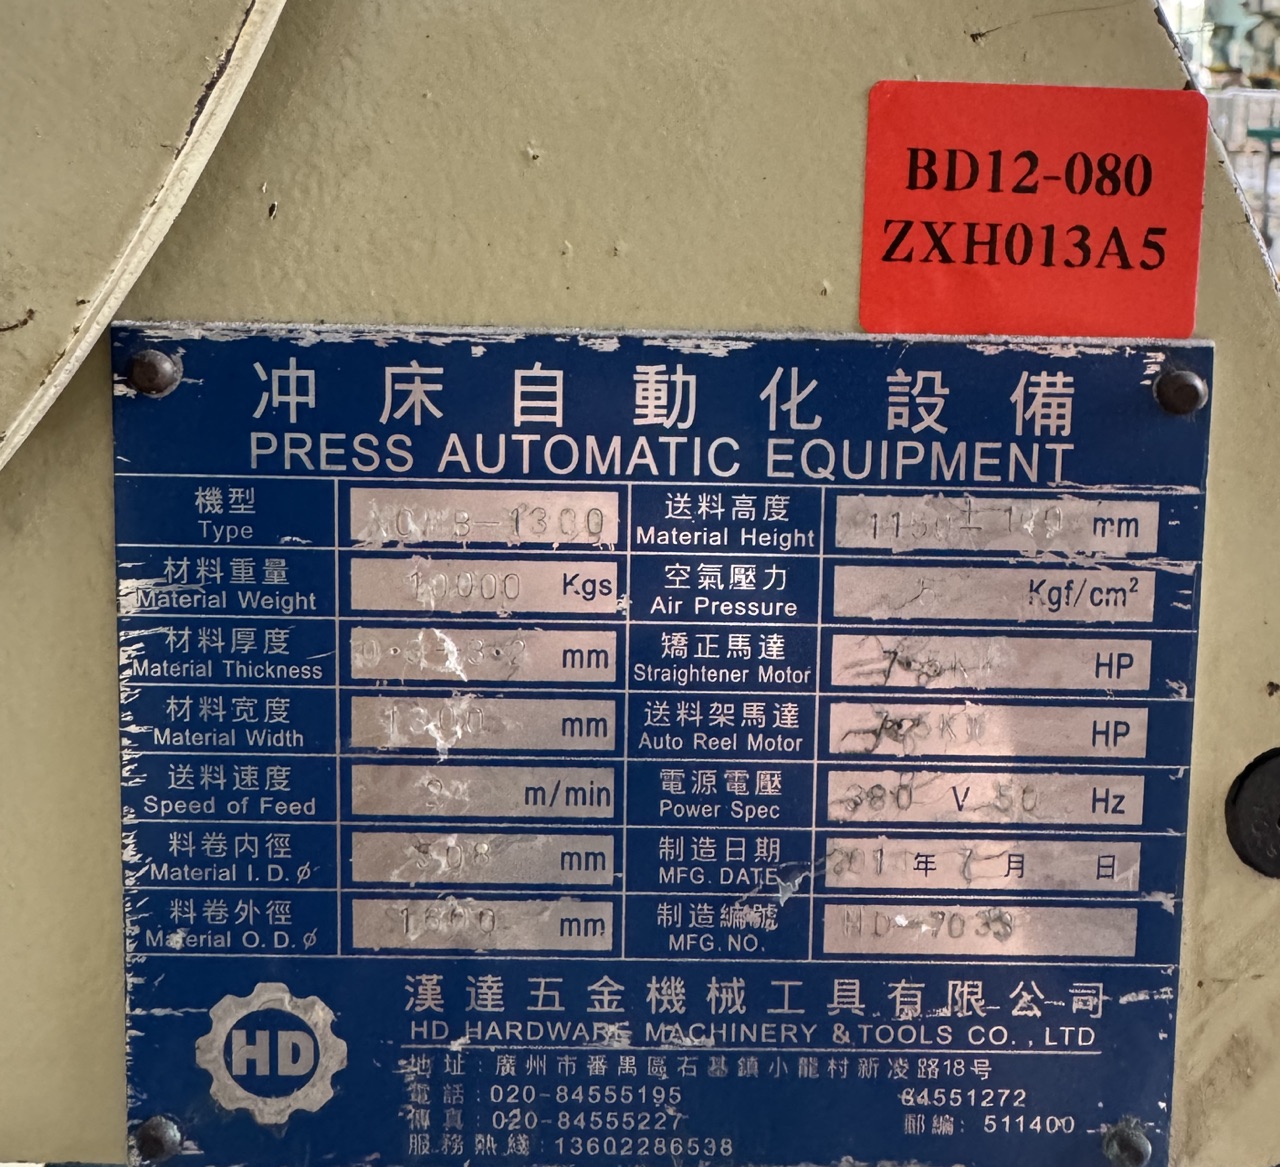 BD12-080
ZXH013A5
冲床自動化設備
PRESS AUTOMATIC EQUIPMENT
機型
Type
送料高度
Material Height
mm
材料重量
Material Weight
10000 Kgs
空氣壓力
Air Pressure
Kgf/cm²
材料厚度
Material Thickness
mm
矯正馬達
Straightener Motor
HP
材料宽度
Material Width
1300 mm
送料架馬達
Auto Reel Motor
HP
送料速度
Speed of Feed
m/min
電源電壓
Power Spec
380 V 50 Hz
料卷内徑
Material I.D.φ
508 mm
制造日期
MFG. DATE
年 7 月 日
料卷外徑
Material O.D.φ
1600 mm
制造編號
MFG. NO.
漢達五金機械工具有限公司
HD
HD HARDWARE MACHINERY & TOOLS CO., LTD
地址:廣州市番禺區石基鎮小龍村新凌路18号
電話:020-84555195 84551272
傳真:020-84555227 郵編: 511400
服務熱綫:13602286538